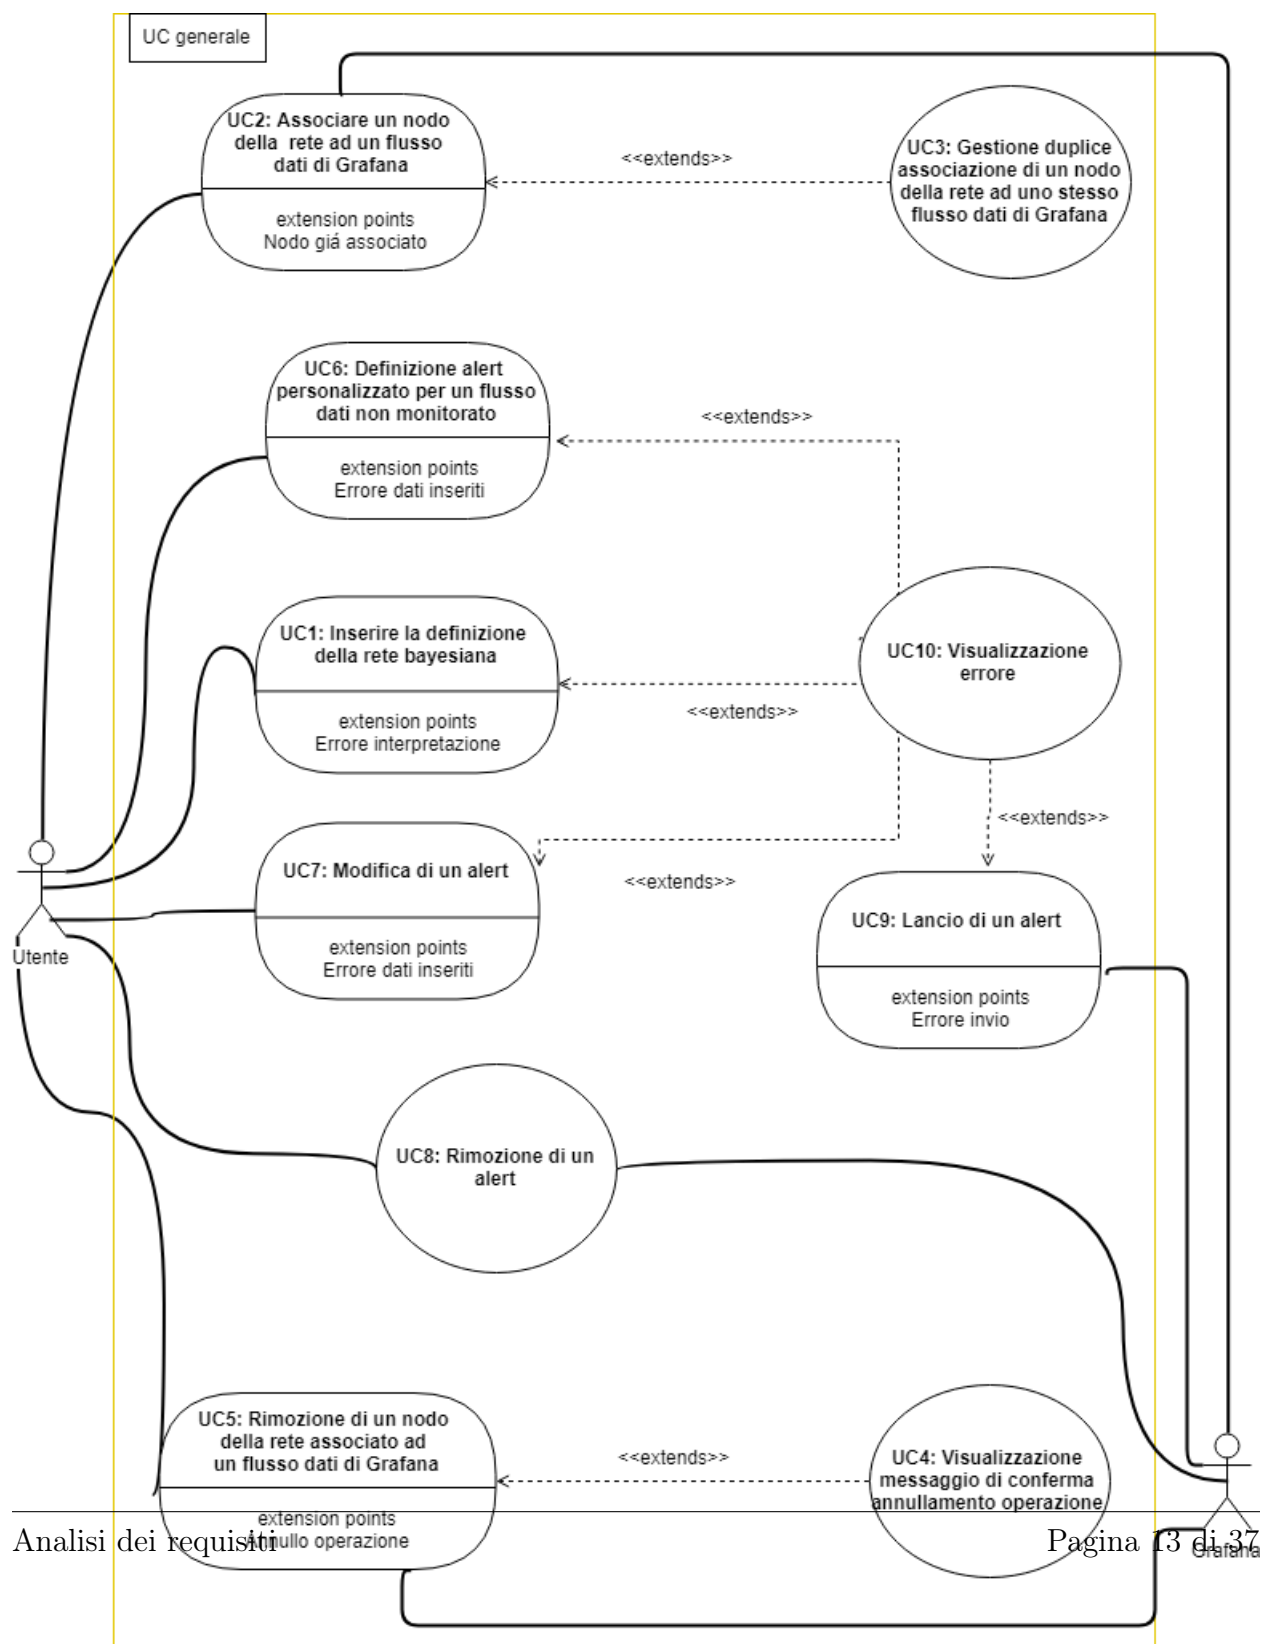 UC generale
UC2: Associare un nodo
della rete ad un flusso
dati di Grafana
extension points
Nodo giá associato
<<extends>>
UC3: Gestione duplice
associazione di un nodo
della rete ad uno stesso
flusso dati di Grafana
UC6: Definizione alert
personalizzato per un flusso
dati non monitorato
extension points
Errore dati inseriti
<<extends>>
UC1: Inserire la definizione
della rete bayesiana
extension points
Errore interpretazione
<<extends>>
UC10: Visualizzazione
errore
<<extends>>
UC7: Modifica di un alert
extension points
Errore dati inseriti
<<extends>>
UC9: Lancio di un alert
extension points
Errore invio
Utente
UC8: Rimozione di un
alert
UC5: Rimozione di un nodo
della rete associato ad
un flusso dati di Grafana
extension points
Annullo operazione
<<extends>>
UC4: Visualizzazione
messaggio di conferma
annullamento operazione
Grafana
Analisi dei requisiti
Pagina 13 di 37